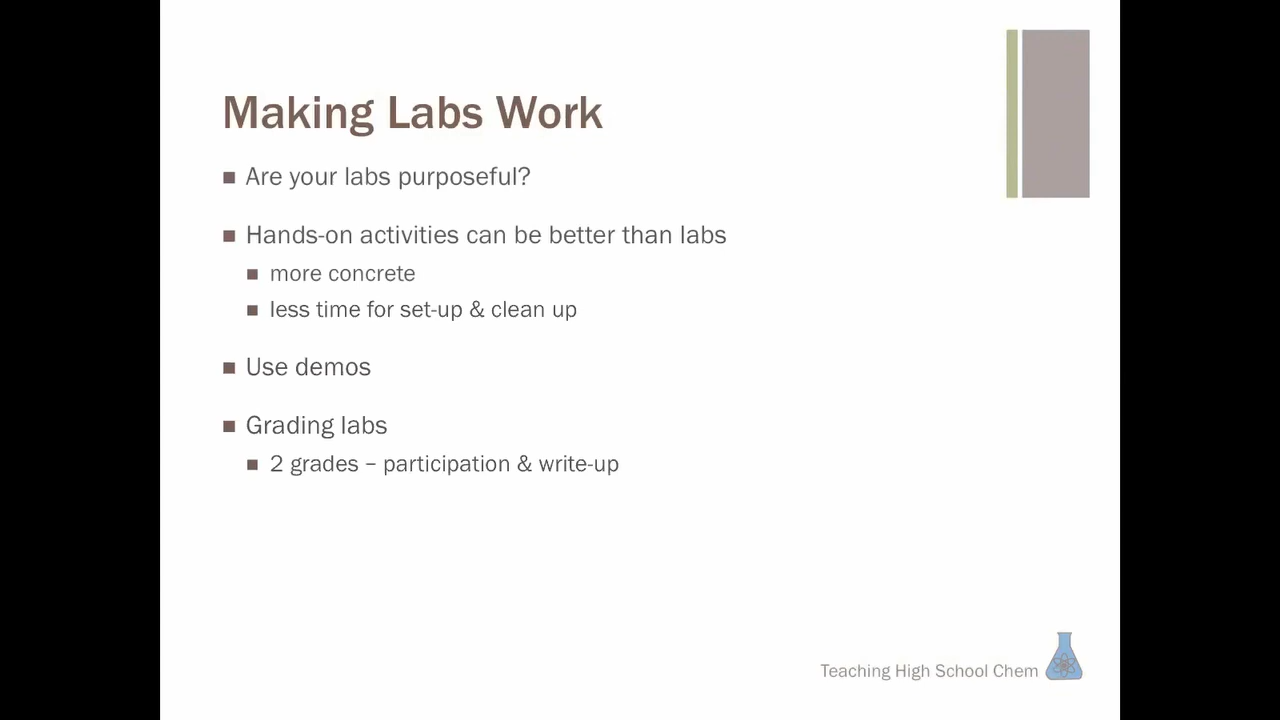 Making Labs Work
Are your labs purposeful?
Hands-on activities can be better than labs
more concrete
less time for set-up & clean up
Use demos
Grading labs
2 grades – participation & write-up
Teaching High School Chem